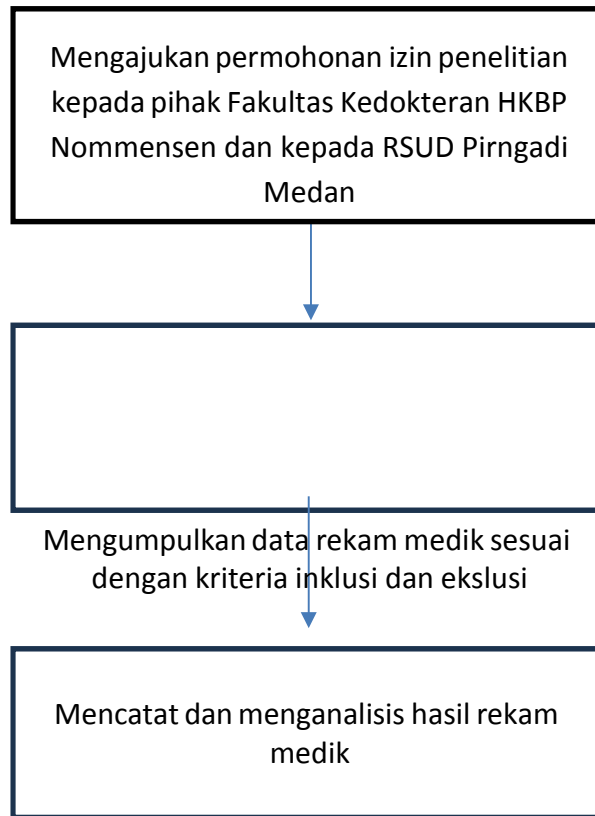 Mengajukan permohonan izin penelitian
kepada pihak Fakultas Kedokteran HKBP
Nommensen dan kepada RSUD Pirngadi
Medan
Mengumpulkan data rekam medik sesuai
dengan kriteria inklusi dan ekslusi
Mencatat dan menganalisis hasil rekam
medik